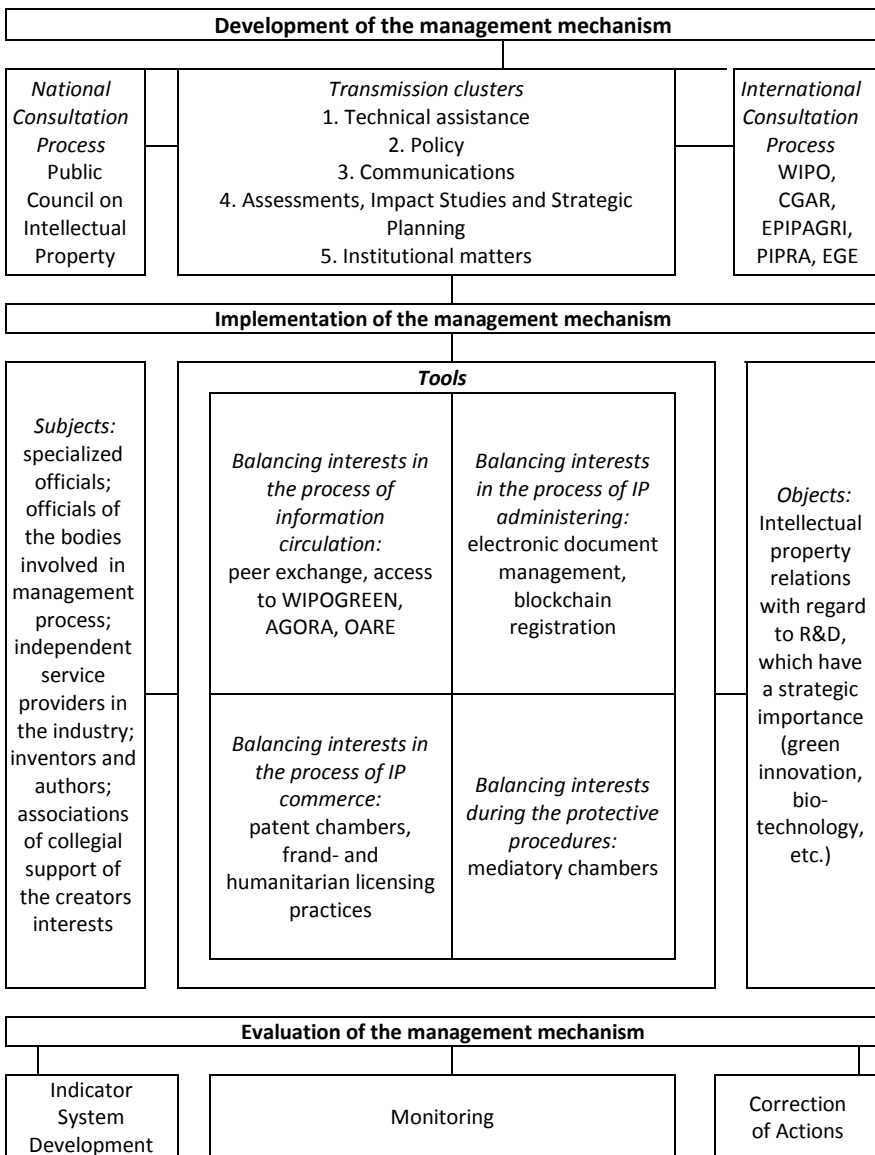 Development of the management mechanism
National
Consultation
Process
Public
Council on
Intellectual
Property
Transmission clusters
1. Technical assistance
2. Policy
3. Communications
4. Assessments, Impact Studies and Strategic
Planning
5. Institutional matters
International
Consultation
Process
WIPO,
CGAR,
EPIPAGRI,
PIPRA, EGE
Implementation of the management mechanism
Subjects:
specialized
officials;
officials of
the bodies
involved in
management
process;
independent
service
providers in
the industry;
inventors and
authors;
associations
of collegial
support of
the creators
interests
Tools
Balancing interests in
the process of
information
circulation:
peer exchange, access
to WIPOGREEN,
AGORA, OARE
Balancing interests
in the process of IP
administering:
electronic document
management,
blockchain
registration
Balancing interests in
the process of IP
commerce:
patent chambers,
frand- and
humanitarian licensing
practices
Balancing interests
during the protective
procedures:
mediatory chambers
Objects:
Intellectual
property
relations
with regard
to R&D,
which have
a strategic
importance
(green
innovation,
bio-
technology,
etc.)
Evaluation of the management mechanism
Indicator
System
Development
Monitoring
Correction
of Actions